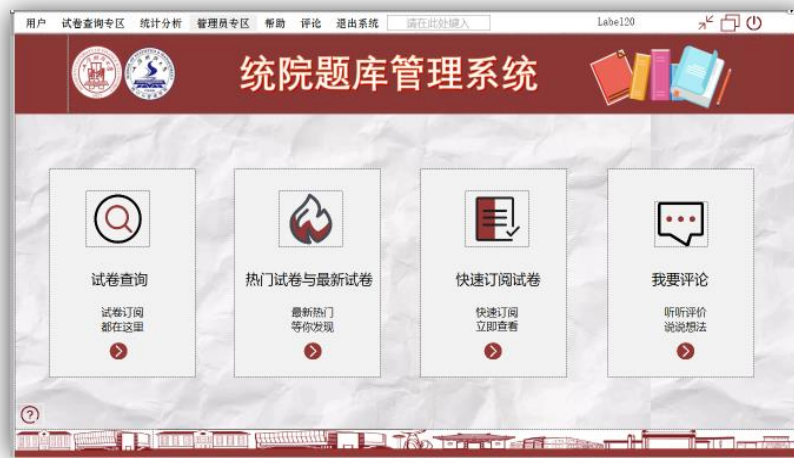 用户 试卷查询专区 统计分析 管理员专区 帮助 评论 退出系统 请在此处键入 Label20
统院题库管理系统
试卷查询
试卷订阅
都在这里
热门试卷与最新试卷
最新热门
等你发现
快速订阅试卷
快速订阅
立即查看
我要评论
听听评价
说说想法